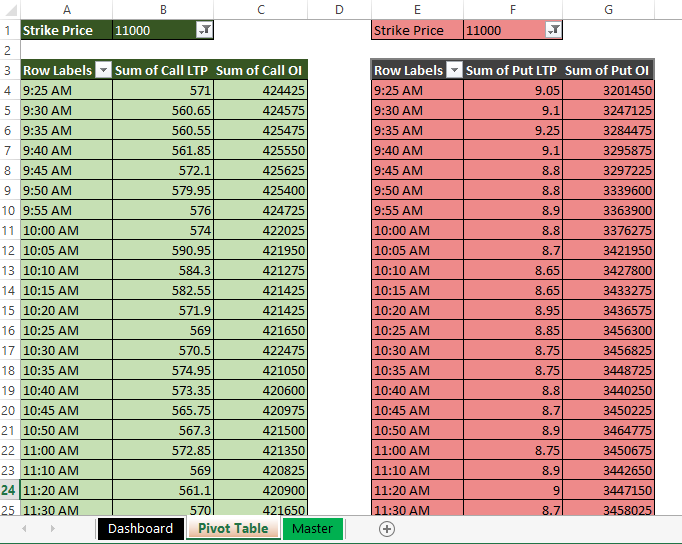 A B C D E F G
1 Strike Price 11000 Strike Price 11000
2
3 Row Labels Sum of Call LTP Sum of Call OI Row Labels Sum of Put LTP Sum of Put OI
4 9:25 AM 571 424425 9:25 AM 9.05 3201450
5 9:30 AM 560.65 424575 9:30 AM 9.1 3247125
6 9:35 AM 560.55 425475 9:35 AM 9.25 3284475
7 9:40 AM 561.85 425550 9:40 AM 9.1 3295875
8 9:45 AM 572.1 425625 9:45 AM 8.8 3297225
9 9:50 AM 579.95 425400 9:50 AM 8.8 3339600
10 9:55 AM 576 424725 9:55 AM 8.9 3363900
11 10:00 AM 574 422025 10:00 AM 8.8 3376275
12 10:05 AM 590.95 421950 10:05 AM 8.7 3421950
13 10:10 AM 584.3 421275 10:10 AM 8.65 3427800
14 10:15 AM 582.55 421425 10:15 AM 8.65 3433275
15 10:20 AM 571.9 421425 10:20 AM 8.95 3436575
16 10:25 AM 569 421650 10:25 AM 8.85 3456300
17 10:30 AM 570.5 422475 10:30 AM 8.75 3456825
18 10:35 AM 574.95 421050 10:35 AM 8.75 3448725
19 10:40 AM 573.35 420600 10:40 AM 8.8 3440250
20 10:45 AM 565.75 420975 10:45 AM 8.7 3450225
21 10:50 AM 567.3 421500 10:50 AM 8.9 3464775
22 11:00 AM 572.85 421350 11:00 AM 8.75 3450675
23 11:10 AM 569 420825 11:10 AM 8.9 3442650
24 11:20 AM 561.1 420900 11:20 AM 9 3447150
25 11:30 AM 570 421650 11:30 AM 8.7 3458025
Dashboard Pivot Table Master